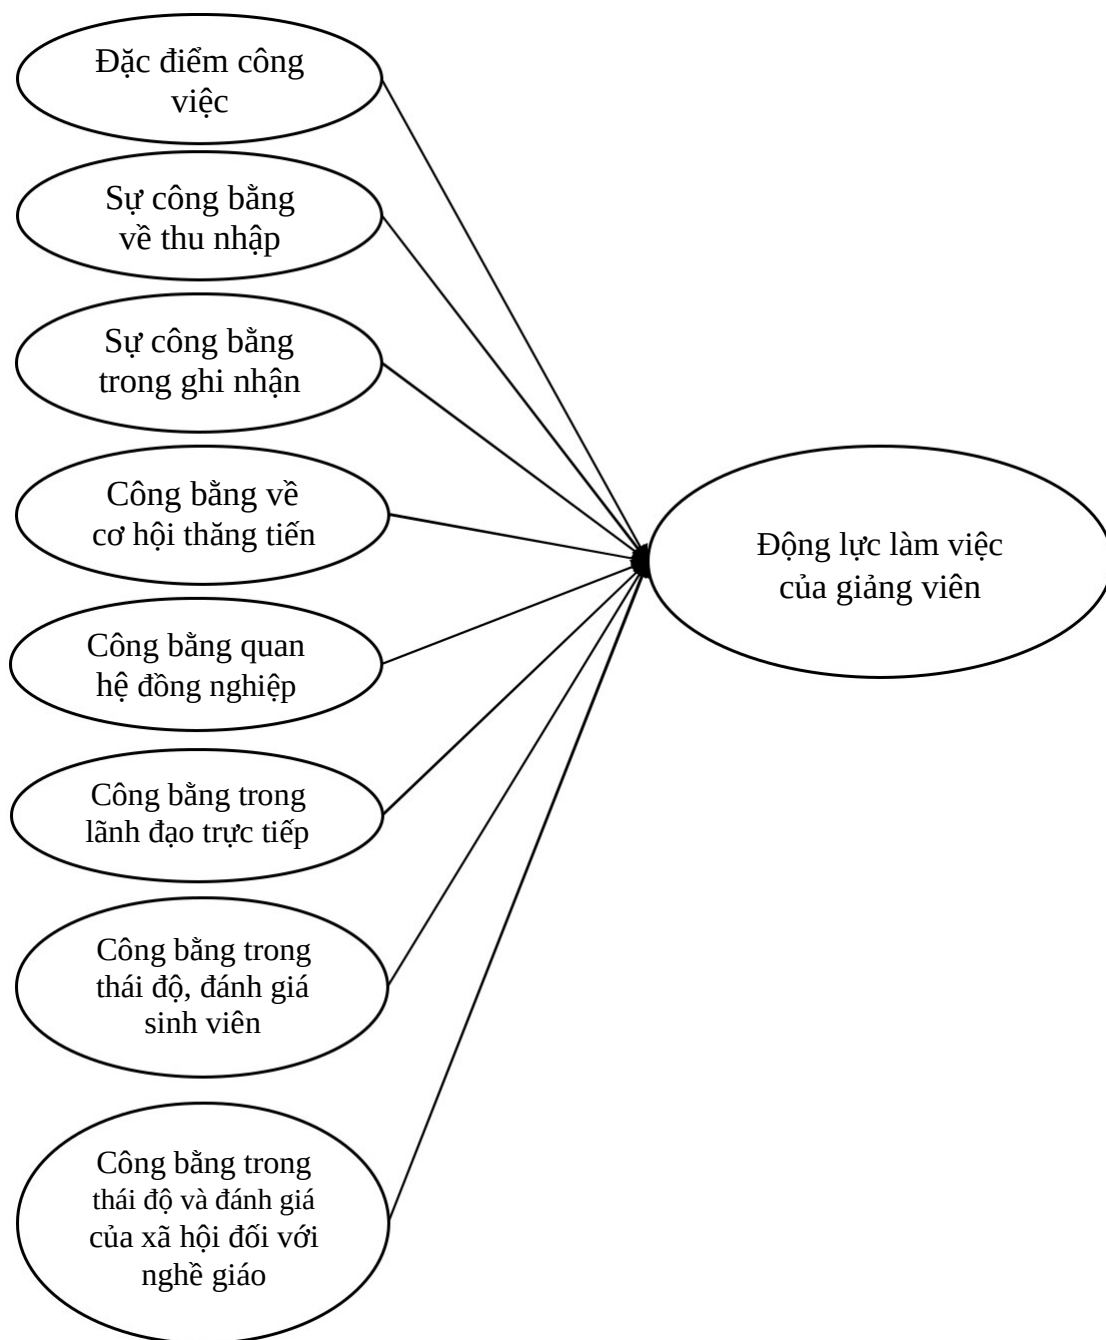 Đặc điểm công
việc
Sự công bằng
về thu nhập
Sự công bằng
trong ghi nhận
Công bằng về
cơ hội thăng tiến
Công bằng quan
hệ đồng nghiệp
Công bằng trong
lãnh đạo trực tiếp
Công bằng trong
thái độ, đánh giá
sinh viên
Công bằng trong
thái độ và đánh giá
của xã hội đối với
nghề giáo
Động lực làm việc
của giảng viên